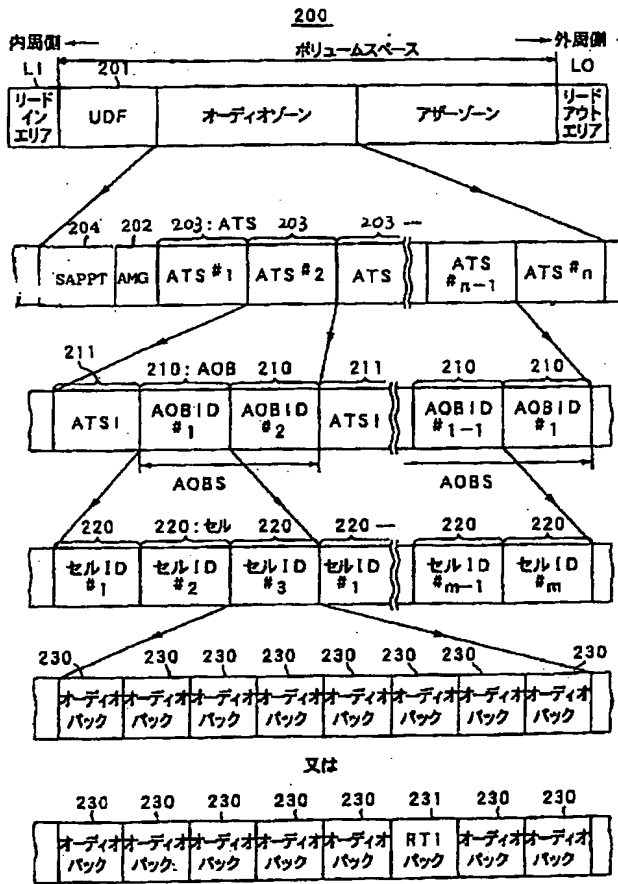 200
内周側 ボリュームスペース 外周側
LI 201 LO
リードインエリア UDF オーディオゾーン アザーゾーン リードアウトエリア
204 202 203:ATS 203 203
SAPPT AMG ATS #1 ATS #2 ATS ATS #n-1 ATS #n
211 210:AOB 210 211 210 210
ATSI AOBID #1 AOBID #2 ATSI AOBID #1-1 AOBID #1
AOBS AOBS
220 220:セル 220 220 220 220
セルID #1 セルID #2 セルID #3 セルID #1 セルID #m-1 セルID #m
230 230 230 230 230 230 230 230
オーディオパック オーディオパック オーディオパック オーディオパック オーディオパック オーディオパック オーディオパック オーディオパック
又は
230 230 230 230 230 231 230 230
オーディオパック オーディオパック オーディオパック オーディオパック オーディオパック RTIパック オーディオパック オーディオパック